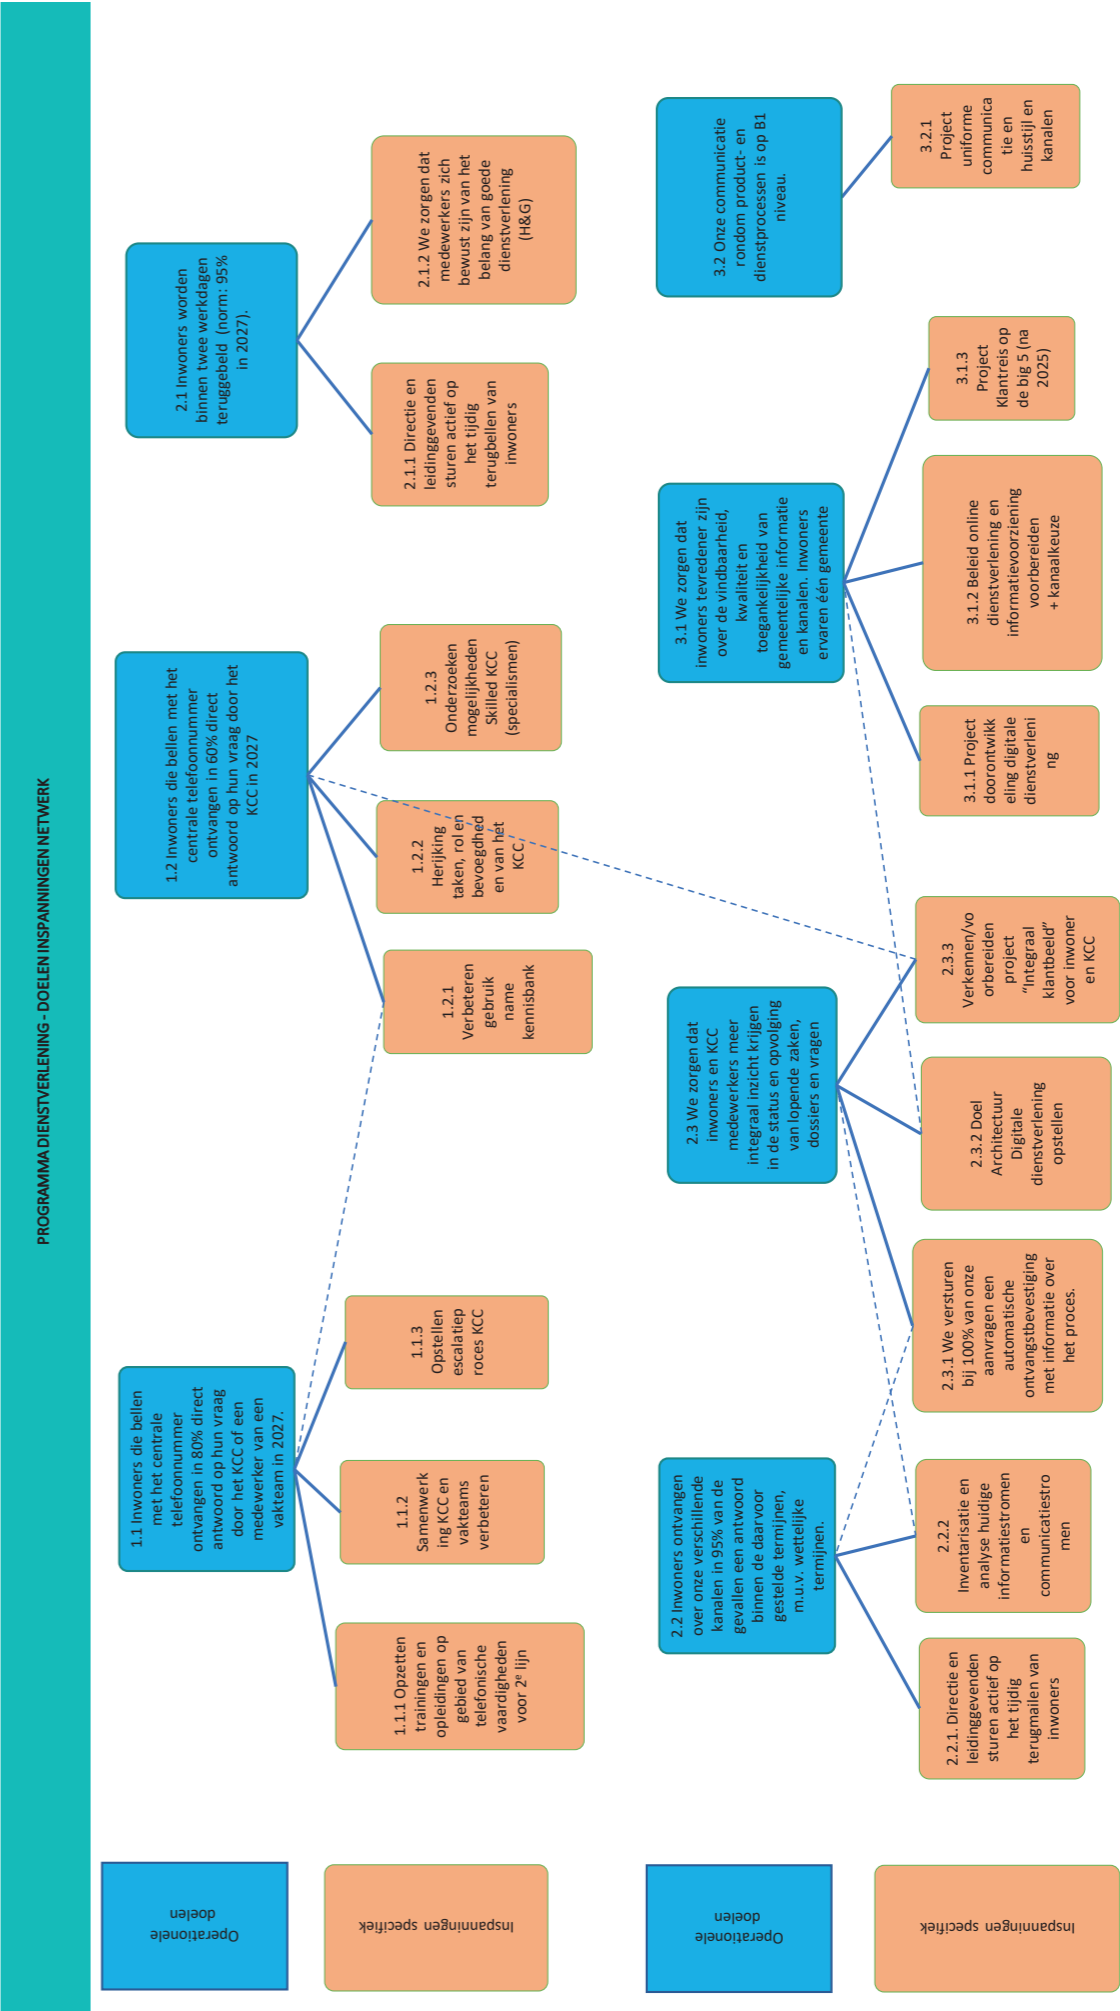 PROGRAMMA DIENSTVERLENING - DOELEN INSPANNINGEN NETWERK
Operationele
doelen
1.1 Inwoners die bellen
met het centrale
telefoonnummer
ontvangen in 80% direct
antwoord op hun vraag
door het KCC of een
medewerker van een
vakteam in 2027.
1.2 Inwoners die bellen met het
centrale telefoonnummer
ontvangen in 60% direct
antwoord op hun vraag door het
KCC in 2027
2.1 Inwoners worden
binnen twee werkdagen
teruggebeld (norm: 95%
in 2027).
Inspanningen specifiek
1.1.1 Opzetten
trainingen en
opleidingen op
gebied van
telefonische
vaardigheden
voor 2e lijn
1.1.2
Samenwerk
ing KCC en
vakteams
verbeteren
1.1.3
Opstellen
escalatiep
roces KCC
1.2.1
Verbeteren
gebruik
name
kennisbank
1.2.2
Herijking
taken, rol en
bevoegdhed
en van het
KCC
1.2.3
Onderzoeken
mogelijkheden
Skilled KCC
(specialismen)
2.1.1 Directie en
leidinggevenden
sturen actief op
het tijdig
terugbellen van
inwoners
2.1.2 We zorgen dat
medewerkers zich
bewust zijn van het
belang van goede
dienstverlening
(H&G)
Operationele
doelen
2.2 Inwoners ontvangen
over onze verschillende
kanalen in 95% van de
gevallen een antwoord
binnen de daarvoor
gestelde termijnen,
m.u.v. wettelijke
termijnen.
2.3 We zorgen dat
inwoners en KCC
medewerkers meer
integraal inzicht krijgen
in de status en opvolging
van lopende zaken,
dossiers en vragen
3.1 We zorgen dat
inwoners tevredener zijn
over de vindbaarheid,
kwaliteit en
toegankelijkheid van
gemeentelijke informatie
en kanalen. Inwoners
ervaren één gemeente
3.2 Onze communicatie
rondom product- en
dienstprocessen is op B1
niveau.
Inspanningen specifiek
2.2.1. Directie en
leidinggevenden
sturen actief op
het tijdig
terugmailen van
inwoners
2.2.2
Inventarisatie en
analyse huidige
informatiestromen
en
communicatiestro
men
2.3.1 We versturen
bij 100% van onze
aanvragen een
automatische
ontvangstbevestiging
met informatie over
het proces.
2.3.2 Doel
Architectuur
Digitale
dienstverlening
opstellen
2.3.3
Verkennen/vo
orbereiden
project
“Integraal
klantbeeld”
voor inwoner
en KCC
3.1.1 Project
doorontwikk
eling digitale
dienstverleni
ng
3.1.2 Beleid online
dienstverlening en
informatievoorziening
voorbereiden
+ kanaalkeuze
3.1.3
Project
Klantreis op
de big 5 (na
2025)
3.2.1
Project
uniforme
communica
tie en
huisstijl en
kanalen